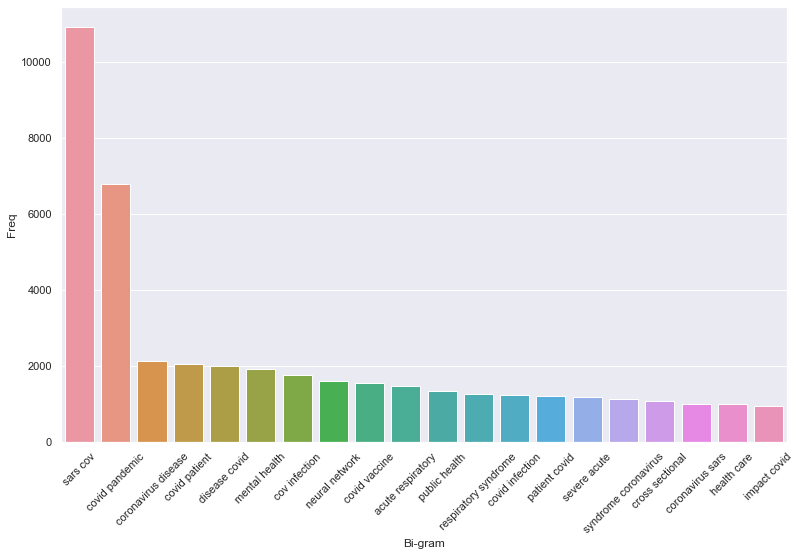 10000
8000
6000
4000
2000
0
Freq
sars cov
covid pandemic
coronavirus disease
covid patient
disease covid
mental health
cov infection
neural network
covid vaccine
acute respiratory
public health
respiratory syndrome
covid infection
patient covid
severe acute
syndrome coronavirus
cross sectional
coronavirus sars
health care
impact covid
Bi-gram